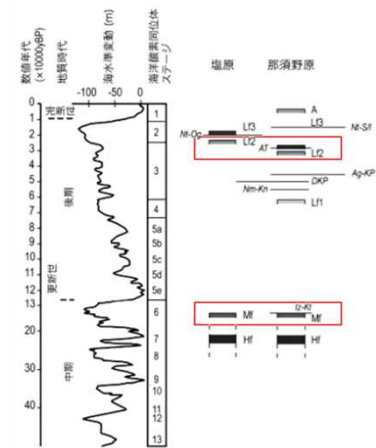 数値年代
(×10000yBP)
地質時代
海水準変動 (m)
海洋酸素同位体
ステージ
塩原
那須野原
-100
-50
0
0
1
2
3
4
5
6
7
8
9
10
11
12
13
20
30
40
完新世
後期
更新世
中期
1
2
3
4
5a
5b
5c
5d
5e
6
7
8
9
10
11
12
13
A
Lf3
Lf3
Nt-S/I
Nt-Og
Lf2
AT
Lf2
Ag-KP
DKP
Nm-Kn
Lf1
Iz-Kt
Mf
Mf
Hf
Hf